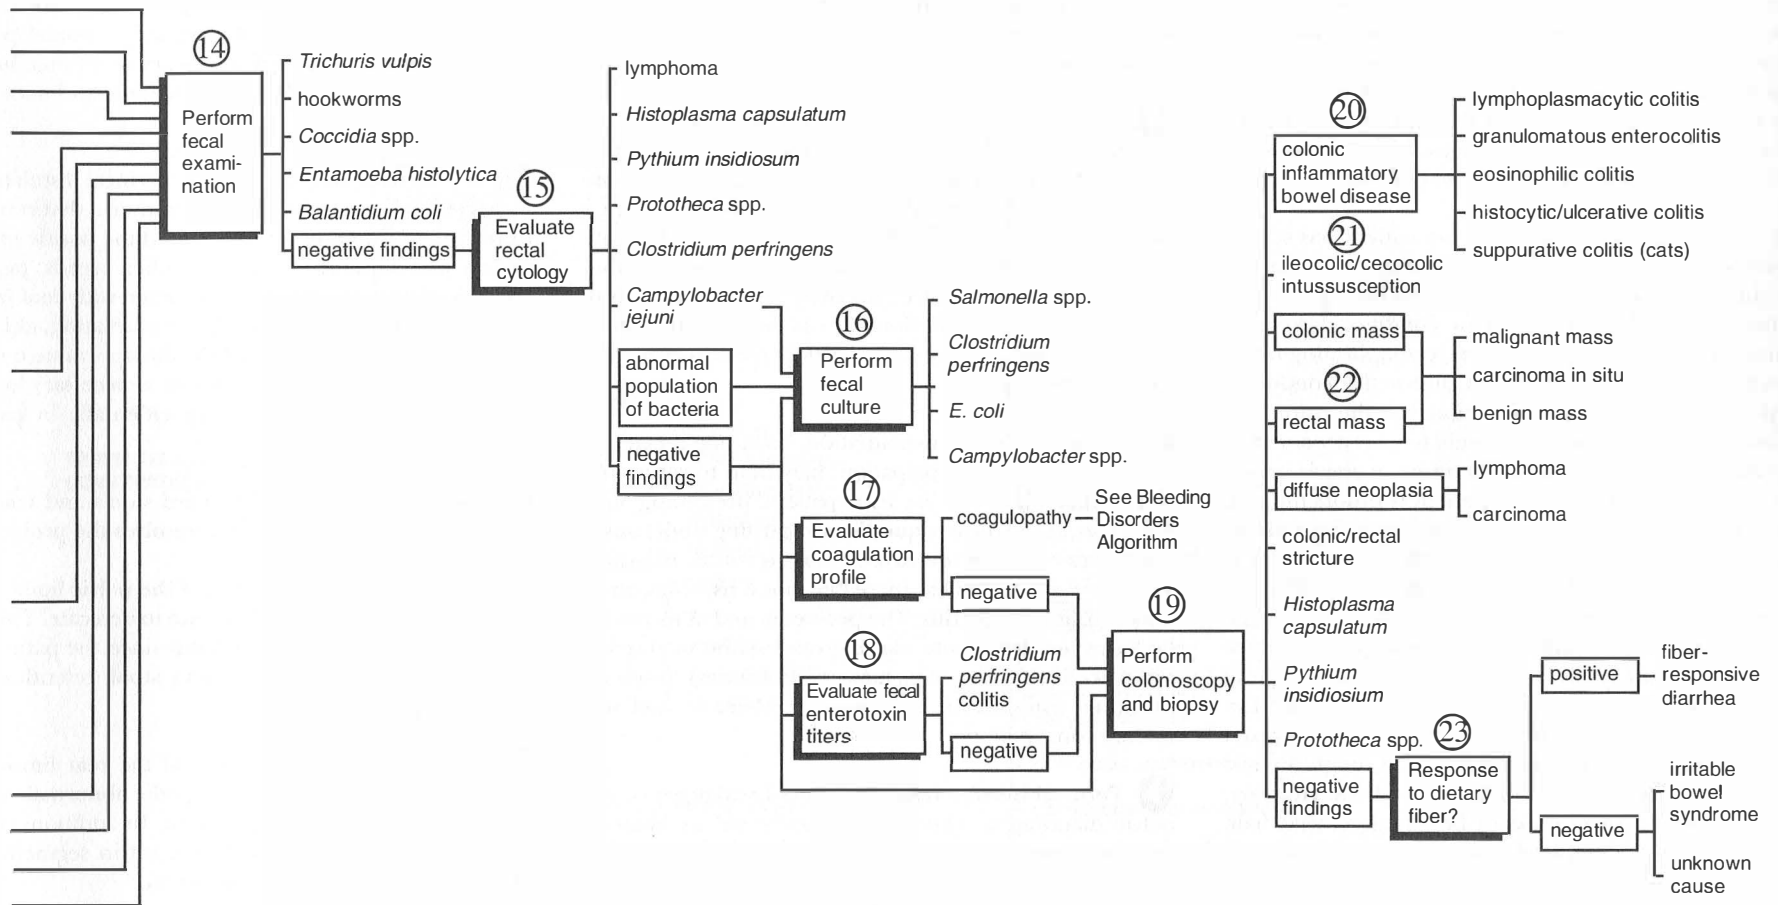 14
Perform
fecal
exami-
nation
Trichuris vulpis
hookworms
Coccidia spp.
Entamoeba histolytica
Balantidium coli
negative findings
15
Evaluate
rectal
cytology
lymphoma
Histoplasma capsulatum
Pythium insidiosum
Prototheca spp.
Clostridium perfringens
Campylobacter
jejuni
abnormal
population
of bacteria
negative
findings
16
Perform
fecal
culture
Salmonella spp.
Clostridium
perfringens
E. coli
Campylobacter spp.
17
Evaluate
coagulation
profile
coagulopathy
See Bleeding
Disorders
Algorithm
negative
18
Evaluate fecal
enterotoxin
titers
Clostridium
perfringens
colitis
negative
19
Perform
colonoscopy
and biopsy
20
colonic
inflammatory
bowel disease
lymphoplasmacytic colitis
granulomatous enterocolitis
eosinophilic colitis
histocytic/ulcerative colitis
suppurative colitis (cats)
21
ileocolic/cecocolic
intussusception
colonic mass
22
rectal mass
malignant mass
carcinoma in situ
benign mass
diffuse neoplasia
lymphoma
carcinoma
colonic/rectal
stricture
Histoplasma
capsulatum
Pythium
insidiosium
Prototheca spp.
negative
findings
23
Response
to dietary
fiber?
positive
fiber-
responsive
diarrhea
negative
irritable
bowel
syndrome
unknown
cause